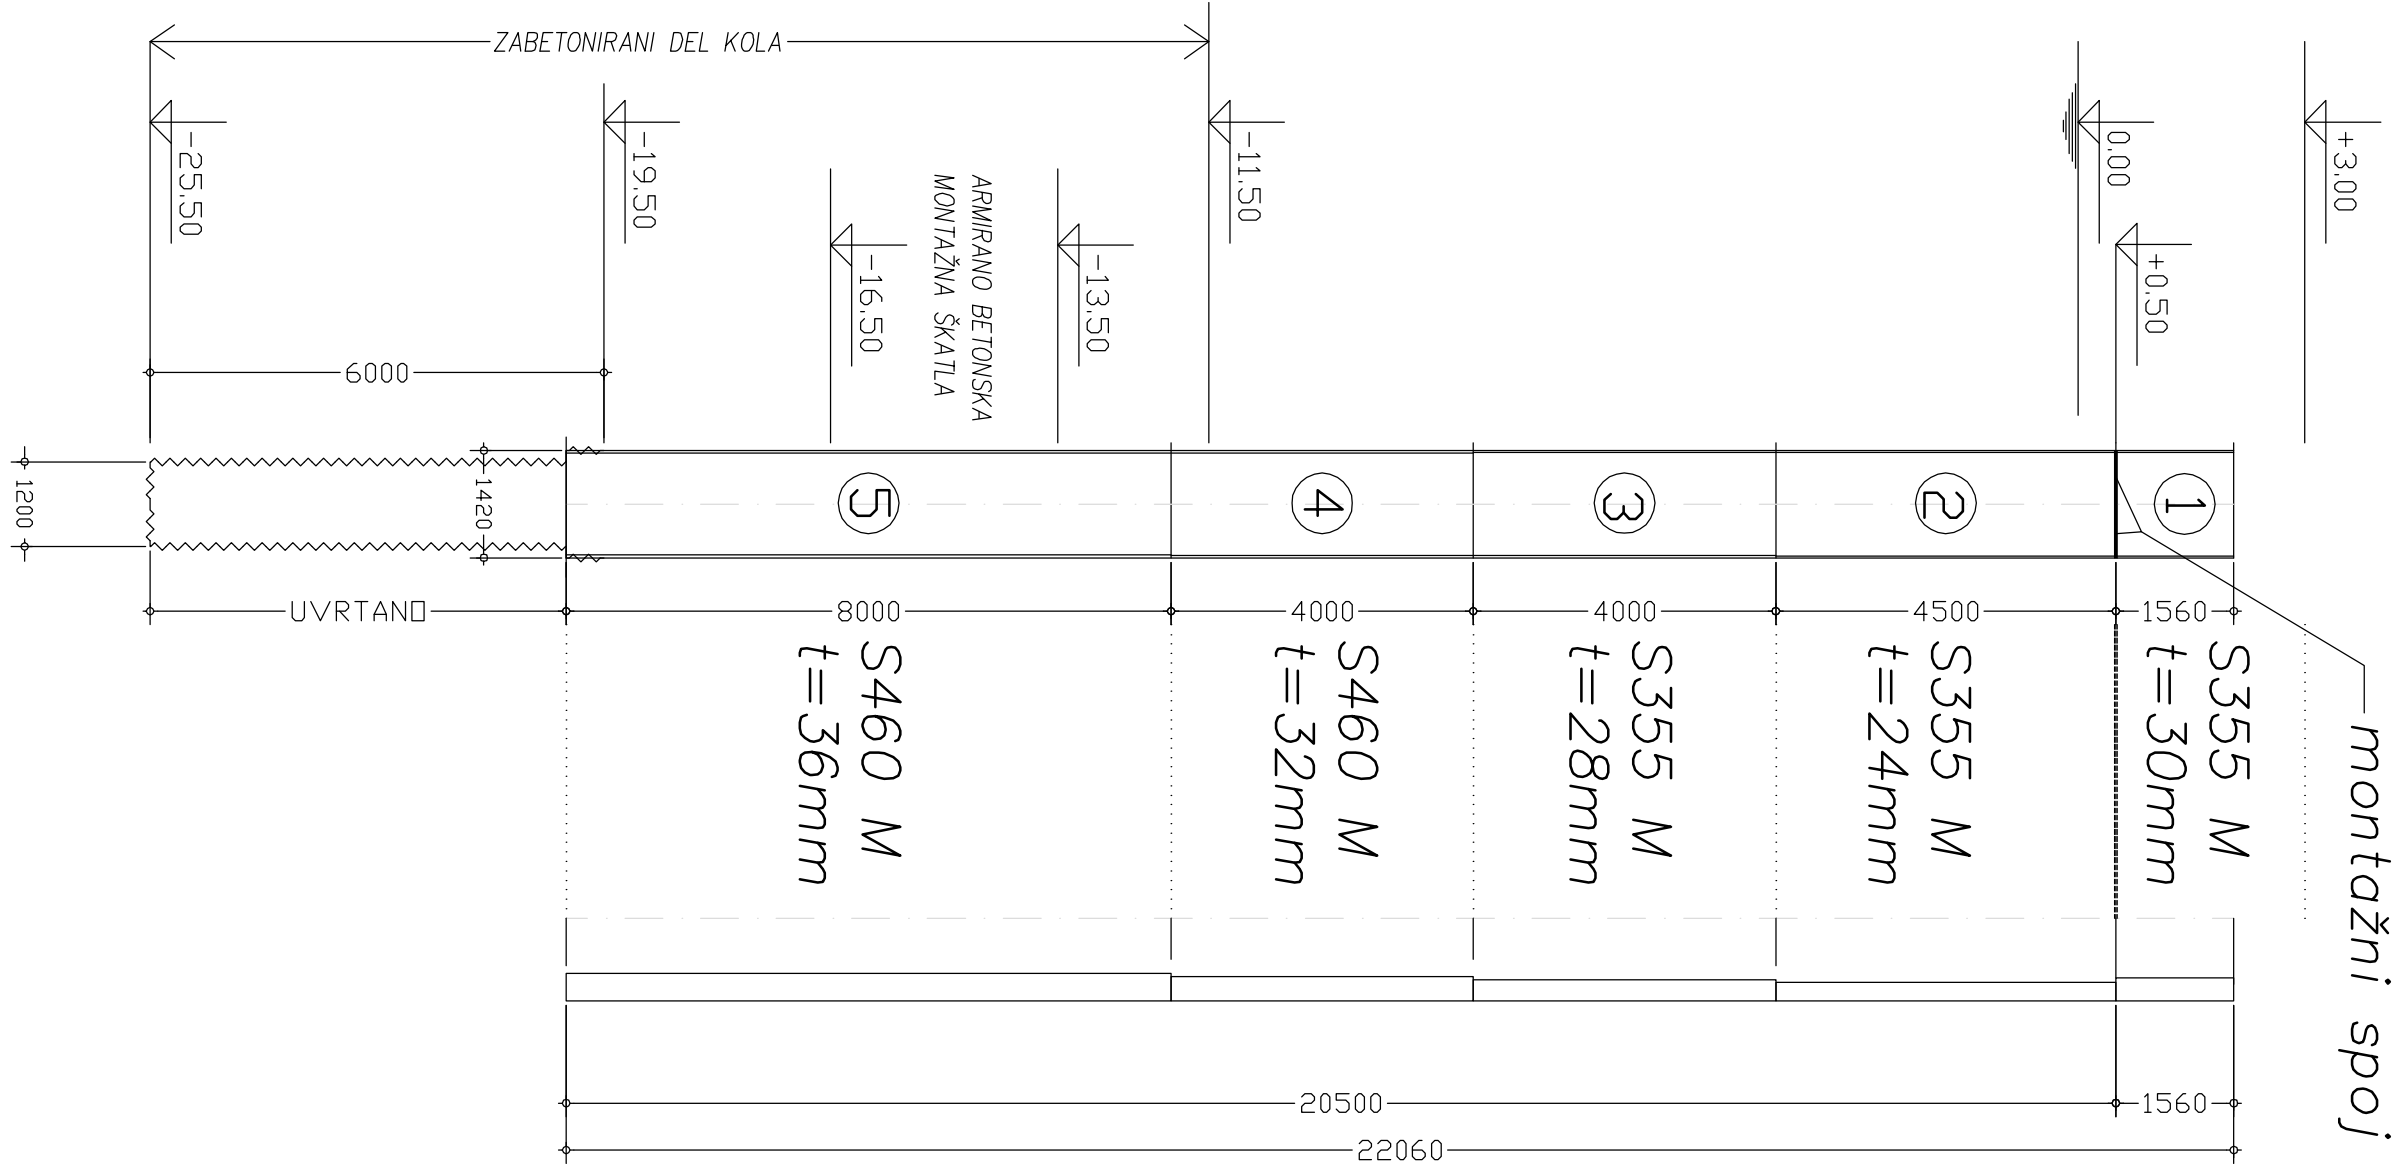 ZABETONIRANI DEL KOLA
-25,50
-19,50
-11,50
0,00
+3,00
-16,50
-13,50
+0,50
ARMIRANO BETONSKA
MONTAŽNA ŠKATLA
6000
1200
1420
5
4
3
2
1
UVRTANO
8000
4000
4000
4500
1560
S460 M
t=36mm
S460 M
t=32mm
S355 M
t=28mm
S355 M
t=24mm
S355 M
t=30mm
montažni spoj
20500
1560
22060